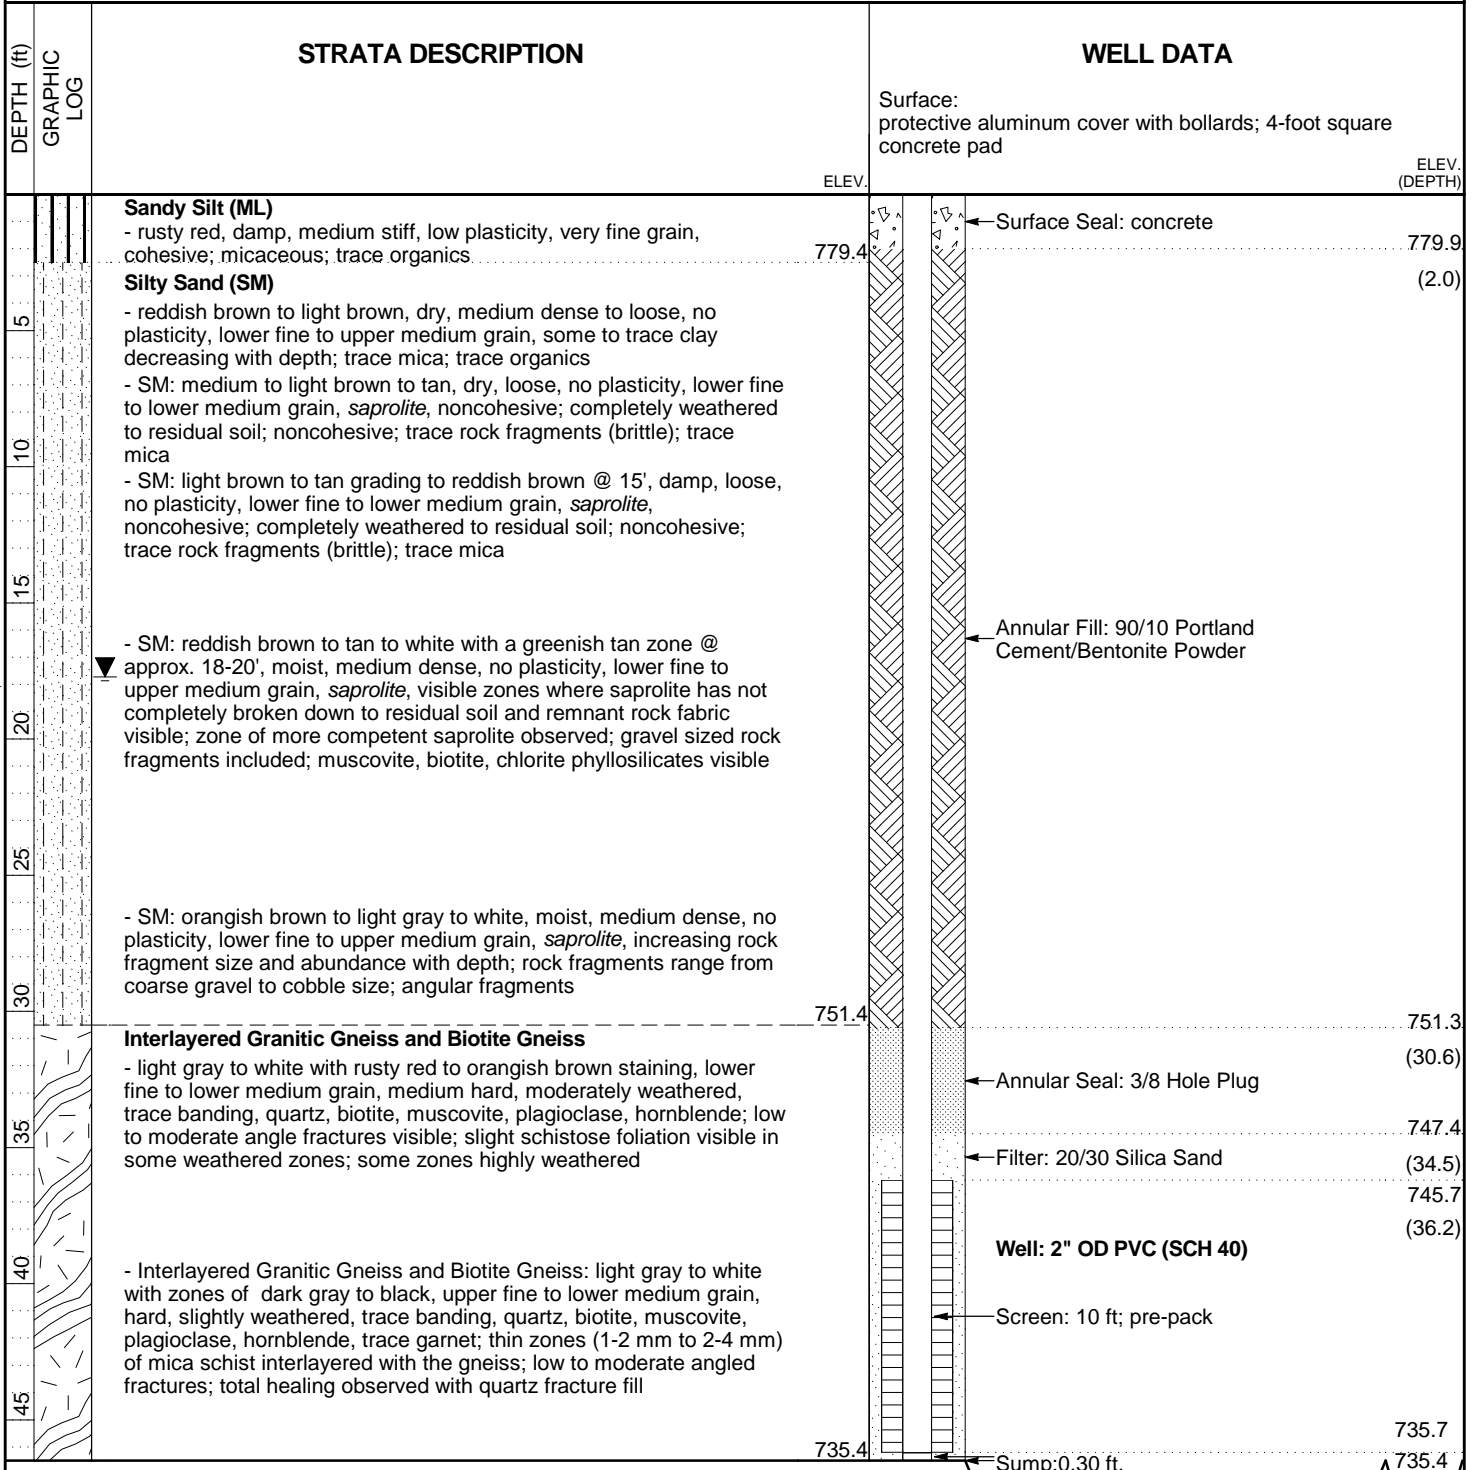 DEPTH (ft)
GRAPHIC
LOG
STRATA DESCRIPTION
ELEV.
WELL DATA
Surface:
protective aluminum cover with bollards; 4-foot square
concrete pad
ELEV.
(DEPTH)
Sandy Silt (ML)
- rusty red, damp, medium stiff, low plasticity, very fine grain,
cohesive; micaceous; trace organics
779.4
Surface Seal: concrete
779.9
(2.0)
Silty Sand (SM)
- reddish brown to light brown, dry, medium dense to loose, no
plasticity, lower fine to upper medium grain, some to trace clay
decreasing with depth; trace mica; trace organics
5
- SM: medium to light brown to tan, dry, loose, no plasticity, lower fine
to lower medium grain, saprolite, noncohesive; completely weathered
to residual soil; noncohesive; trace rock fragments (brittle); trace
mica
10
- SM: light brown to tan grading to reddish brown @ 15', damp, loose,
no plasticity, lower fine to lower medium grain, saprolite,
noncohesive; completely weathered to residual soil; noncohesive;
trace rock fragments (brittle); trace mica
15
- SM: reddish brown to tan to white with a greenish tan zone @
approx. 18-20', moist, medium dense, no plasticity, lower fine to
upper medium grain, saprolite, visible zones where saprolite has not
completely broken down to residual soil and remnant rock fabric
visible; zone of more competent saprolite observed; gravel sized rock
fragments included; muscovite, biotite, chlorite phyllosilicates visible
Annular Fill: 90/10 Portland
Cement/Bentonite Powder
20
25
- SM: orangish brown to light gray to white, moist, medium dense, no
plasticity, lower fine to upper medium grain, saprolite, increasing rock
fragment size and abundance with depth; rock fragments range from
coarse gravel to cobble size; angular fragments
30
751.4
751.3
(30.6)
Interlayered Granitic Gneiss and Biotite Gneiss
- light gray to white with rusty red to orangish brown staining, lower
fine to lower medium grain, medium hard, moderately weathered,
trace banding, quartz, biotite, muscovite, plagioclase, hornblende; low
to moderate angle fractures visible; slight schistose foliation visible in
some weathered zones; some zones highly weathered
Annular Seal: 3/8 Hole Plug
35
747.4
(34.5)
Filter: 20/30 Silica Sand
745.7
(36.2)
Well: 2" OD PVC (SCH 40)
40
- Interlayered Granitic Gneiss and Biotite Gneiss: light gray to white
with zones of  dark gray to black, upper fine to lower medium grain,
hard, slightly weathered, trace banding, quartz, biotite, muscovite,
plagioclase, hornblende, trace garnet; thin zones (1-2 mm to 2-4 mm)
of mica schist interlayered with the gneiss; low to moderate angled
fractures; total healing observed with quartz fracture fill
Screen: 10 ft; pre-pack
45
735.7
735.4
Sump:0.30 ft.
735.4